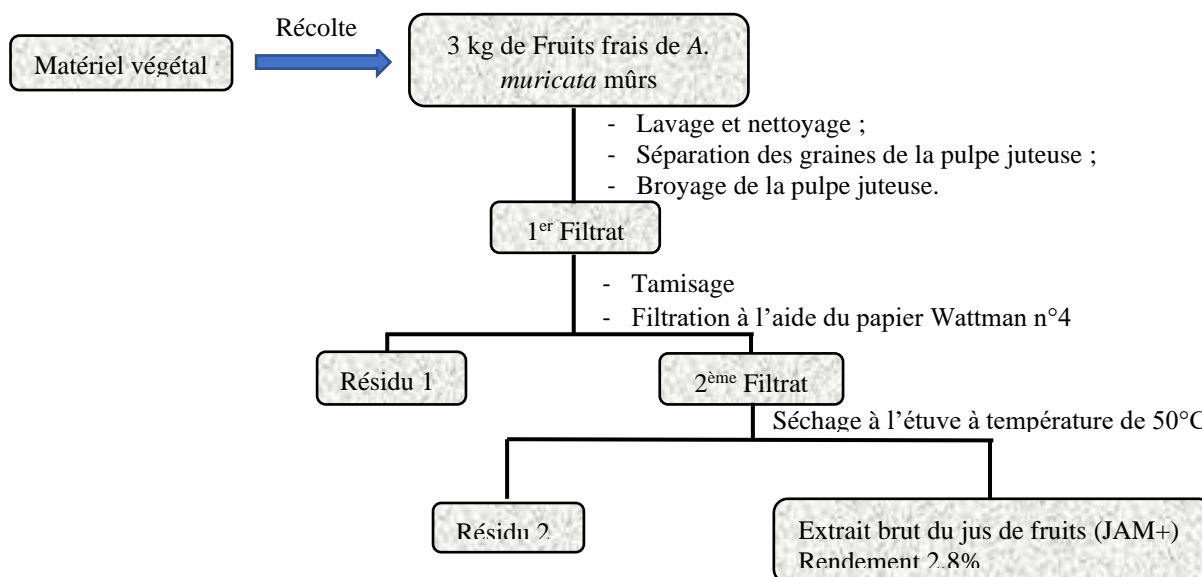 Récolte
Matériel végétal
3 kg de Fruits frais de A.
muricata mûrs
- Lavage et nettoyage ;
- Séparation des graines de la pulpe juteuse ;
- Broyage de la pulpe juteuse.
1er Filtrat
- Tamisage
- Filtration à l’aide du papier Wattman n°4
Résidu 1
2ème Filtrat
Séchage à l’étuve à température de 50°C
Résidu 2
Extrait brut du jus de fruits (JAM+)
Rendement 2.8%